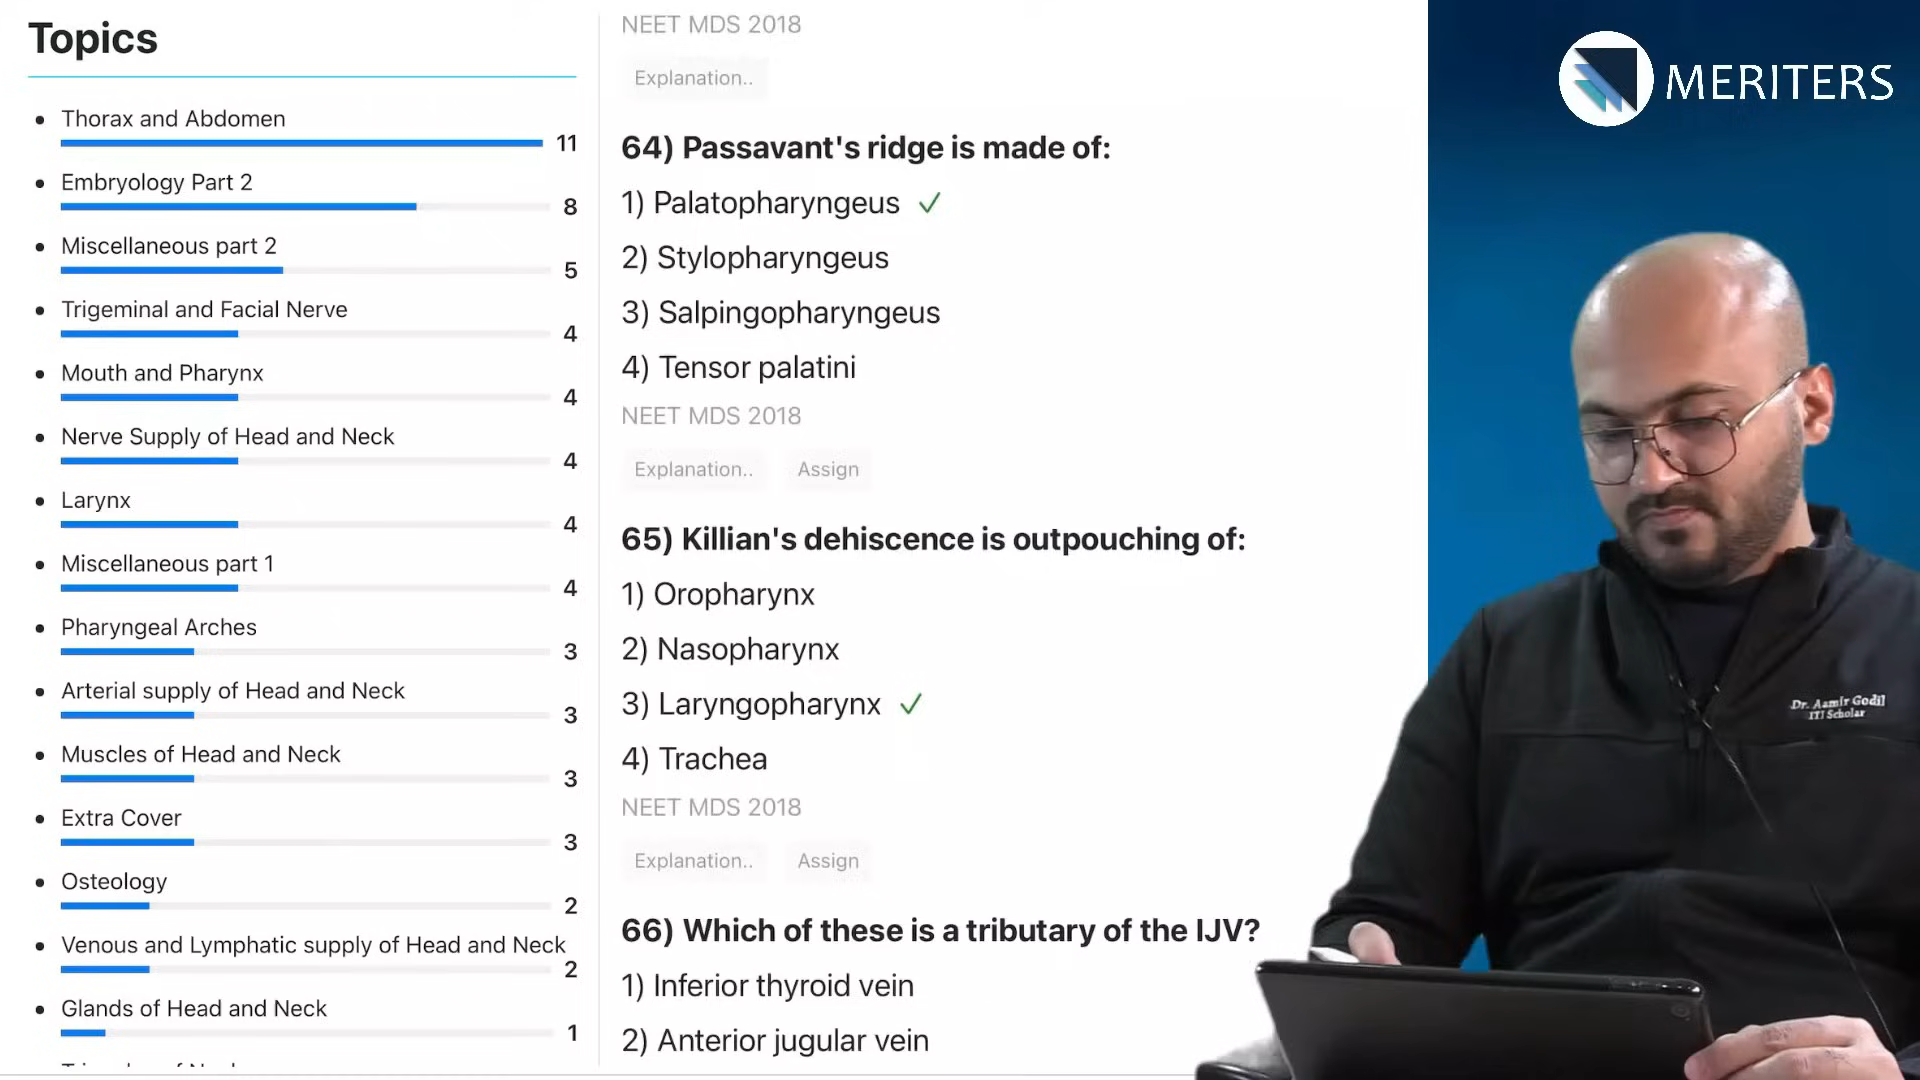 Topics
Thorax and Abdomen
11
Embryology Part 2
8
Miscellaneous part 2
5
Trigeminal and Facial Nerve
4
Mouth and Pharynx
4
Nerve Supply of Head and Neck
4
Larynx
4
Miscellaneous part 1
4
Pharyngeal Arches
3
Arterial supply of Head and Neck
3
Muscles of Head and Neck
3
Extra Cover
3
Osteology
2
Venous and Lymphatic supply of Head and Neck
2
Glands of Head and Neck
1
NEET MDS 2018
Explanation..
64) Passavant's ridge is made of:
1) Palatopharyngeus ✓
2) Stylopharyngeus
3) Salpingopharyngeus
4) Tensor palatini
NEET MDS 2018
Explanation.. Assign
65) Killian's dehiscence is outpouching of:
1) Oropharynx
2) Nasopharynx
3) Laryngopharynx ✓
4) Trachea
NEET MDS 2018
Explanation.. Assign
66) Which of these is a tributary of the IJV?
1) Inferior thyroid vein
2) Anterior jugular vein
MERITERS
Dr. Aamir Godil
ITI Scholar